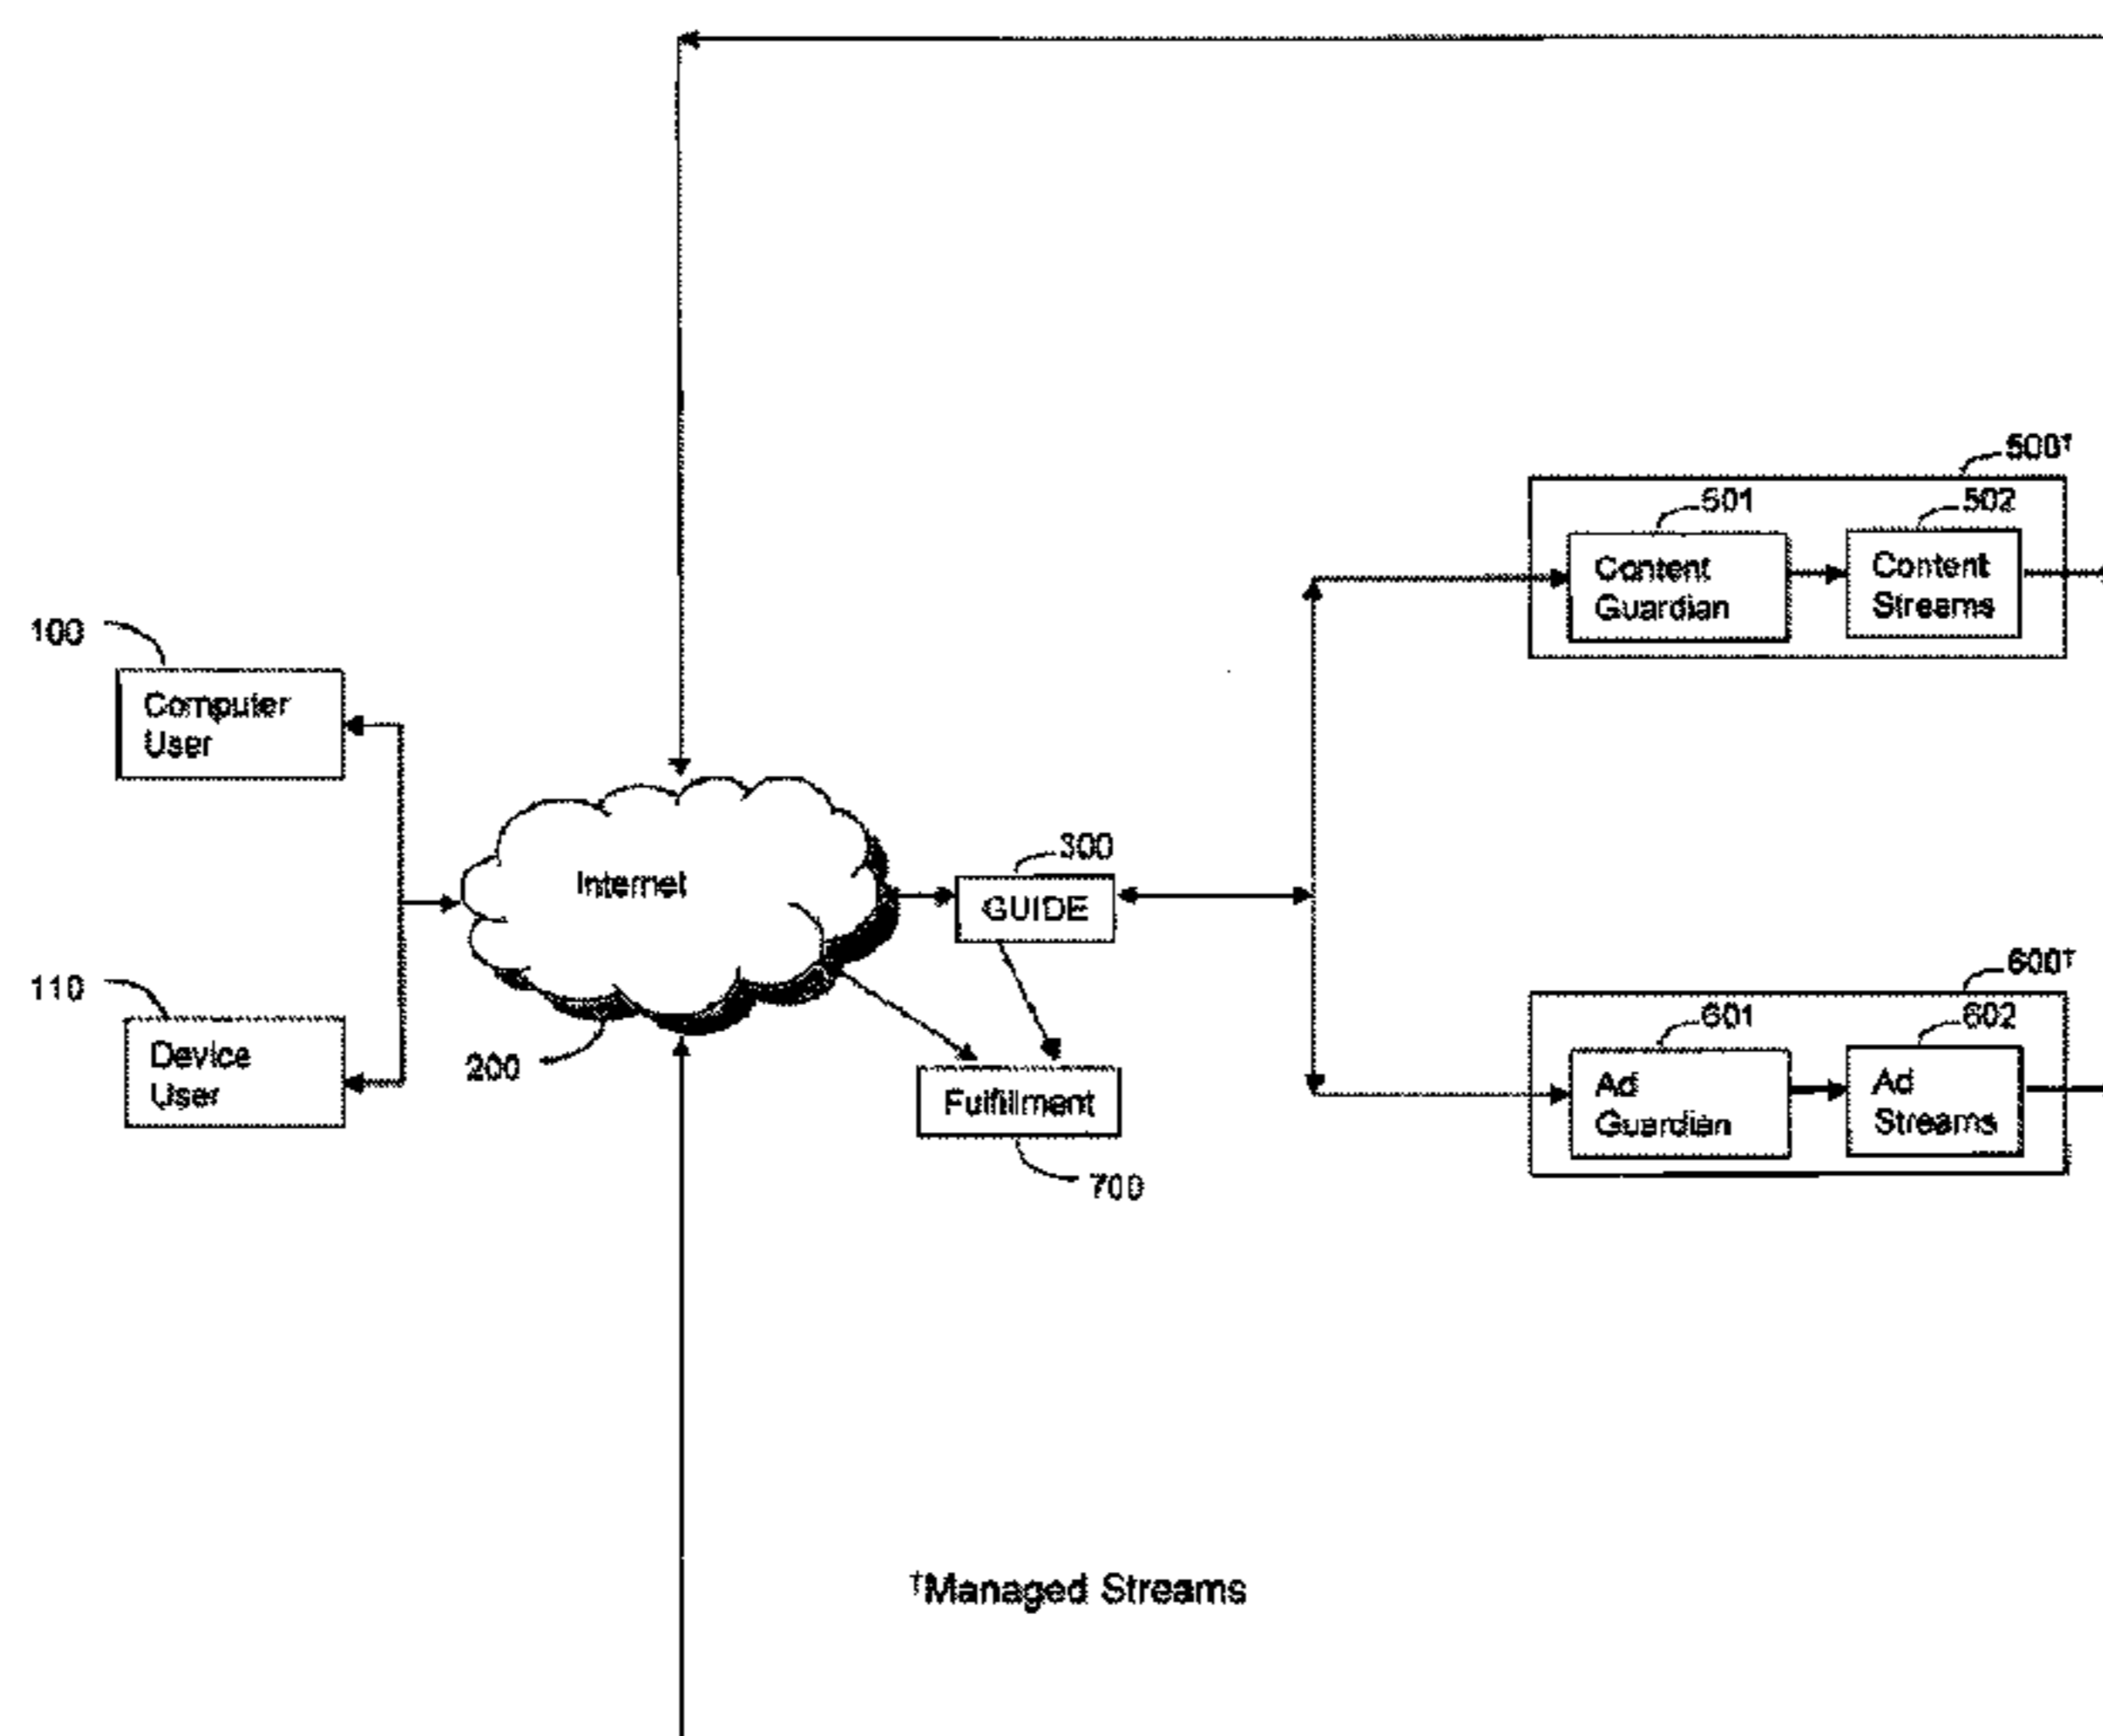 500†
501
502
Content
Guardian
Content
Streams
100
Computer
User
300
Internet
GUIDE
110
Device
User
200
Fulfillment
700
600†
601
602
Ad
Guardian
Ad
Streams
†Managed Streams